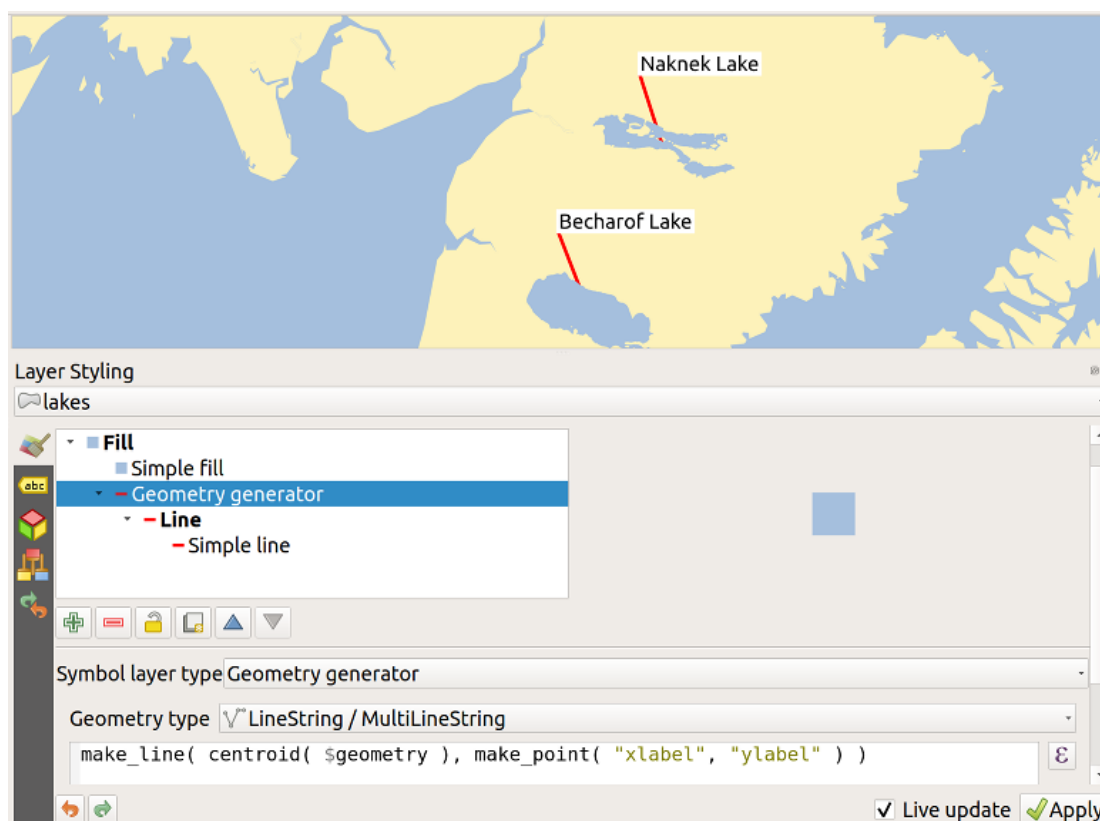 Naknek Lake
Becharof Lake
Layer Styling
lakes
Fill
Simple fill
abc
Geometry generator
Line
Simple line
Symbol layer type Geometry generator
Geometry type LineString / MultiLineString
make_line( centroid( $geometry ), make_point( "xlabel", "ylabel" ) ) ε
Live update Apply